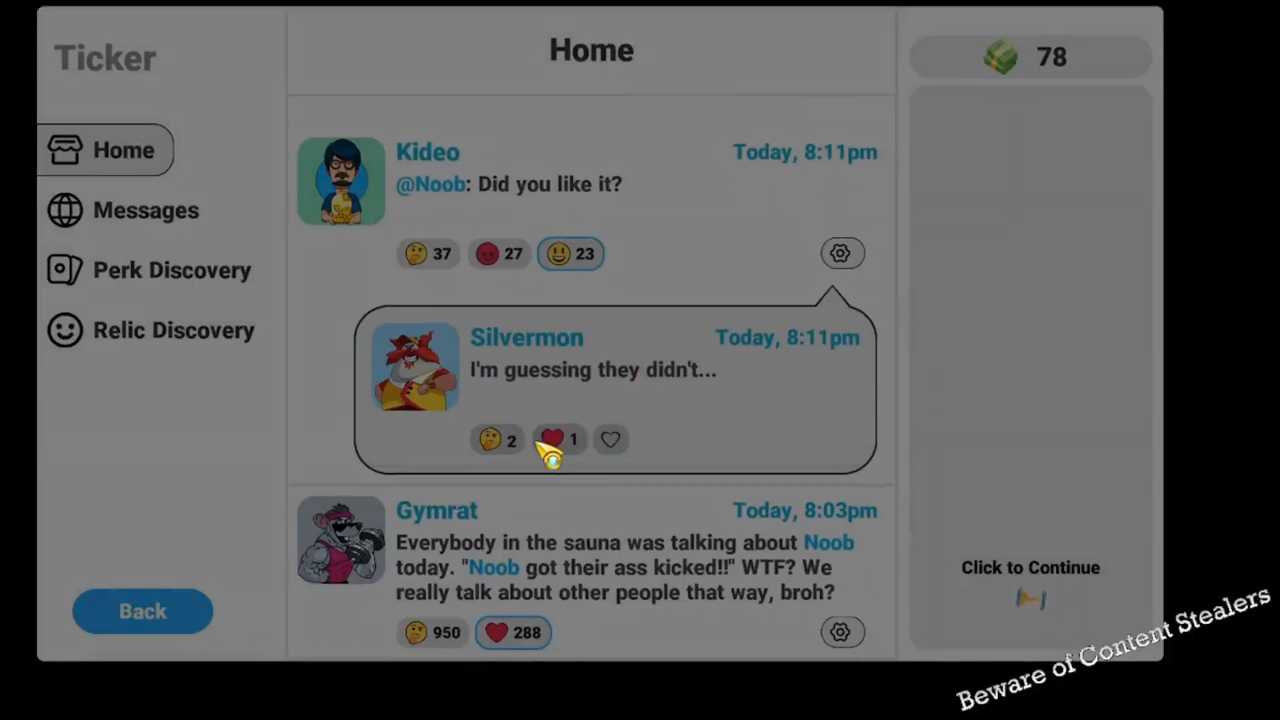 Ticker
Home
Messages
Perk Discovery
Relic Discovery
Back
Home
Kideo
Today, 8:11pm
@Noob: Did you like it?
37
27
23
Silvermon
Today, 8:11pm
I'm guessing they didn't...
2
1
Gymrat
Today, 8:03pm
Everybody in the sauna was talking about Noob
today. "Noob got their ass kicked!!" WTF? We
really talk about other people that way, broh?
950
288
78
Click to Continue
Beware of Content Stealers